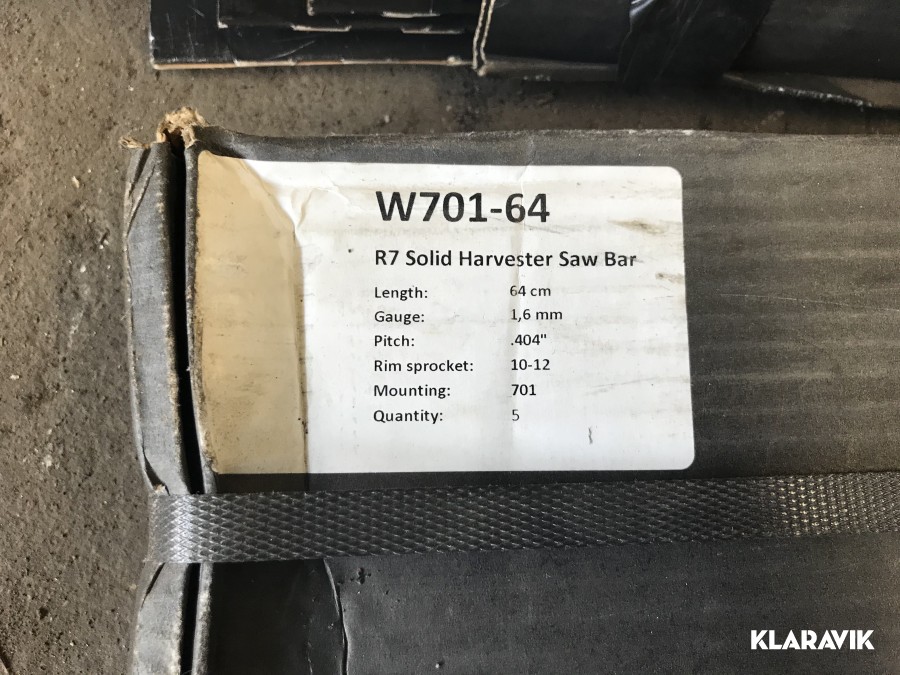 W701-64
R7 Solid Harvester Saw Bar
Length: 64 cm
Gauge: 1,6 mm
Pitch: .404"
Rim sprocket: 10-12
Mounting: 701
Quantity: 5
KLARAVIK